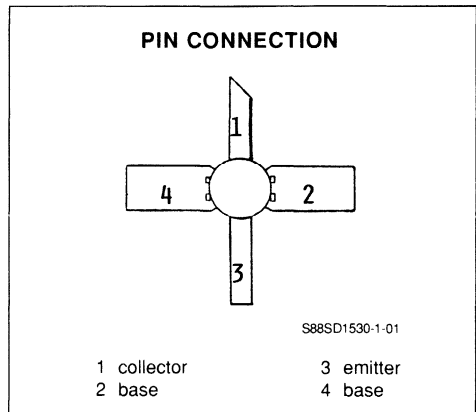 PIN CONNECTION
1
4
2
3
S88SD1530-1-01
1 collector 3 emitter
2 base 4 base